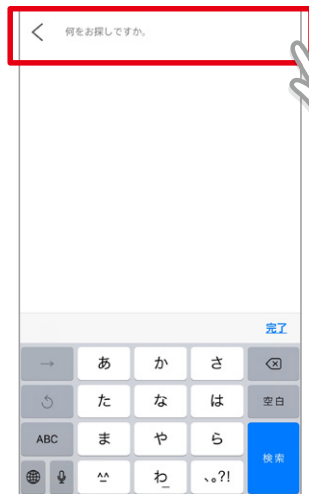 何をお探しですか。
完了
→ あ か さ
た な は 空白
ABC ま や ら 検索
^^ わ_ 、。?!